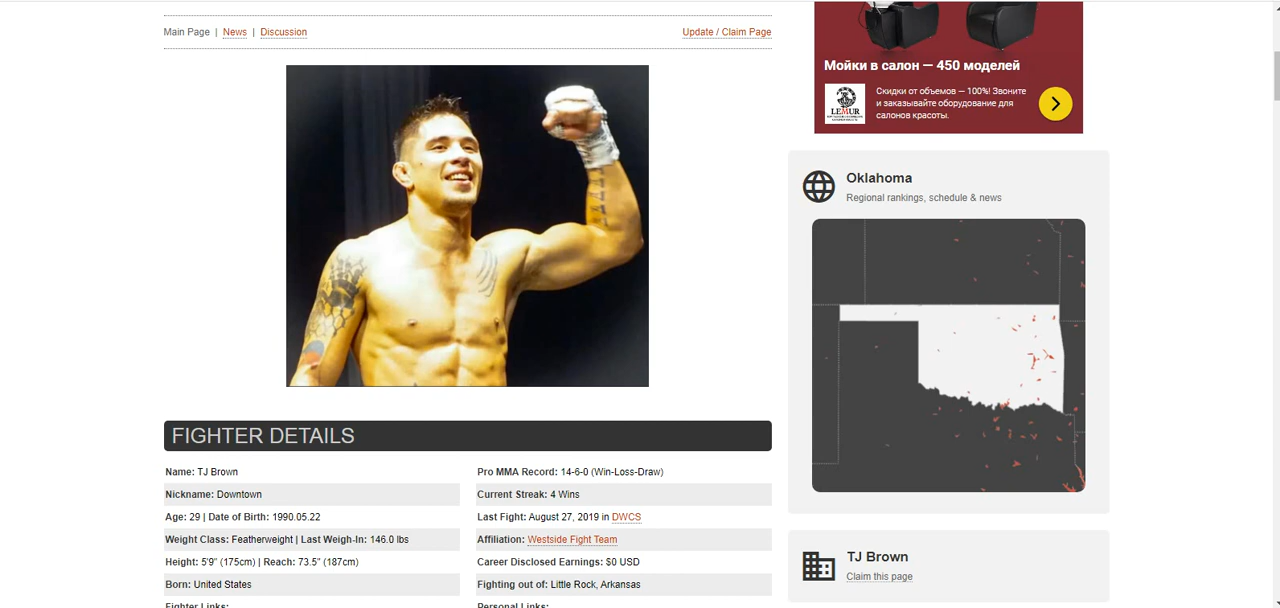 Main Page | News | Discussion
Update / Claim Page
FIGHTER DETAILS
Name: TJ Brown
Pro MMA Record: 14-6-0 (Win-Loss-Draw)
Nickname: Downtown
Current Streak: 4 Wins
Age: 29 | Date of Birth: 1990.05.22
Last Fight: August 27, 2019 in DWCS
Weight Class: Featherweight | Last Weigh-In: 146.0 lbs
Affiliation: Westside Fight Team
Height: 5'9" (175cm) | Reach: 73.5" (187cm)
Career Disclosed Earnings: $0 USD
Born: United States
Fighting out of: Little Rock, Arkansas
Fighter Links:
Personal Links:
Мойки в салон — 450 моделей
LEMUR
Скидки от объемов — 100%! Звоните
и заказывайте оборудование для
салонов красоты.
Oklahoma
Regional rankings, schedule & news
TJ Brown
Claim this page